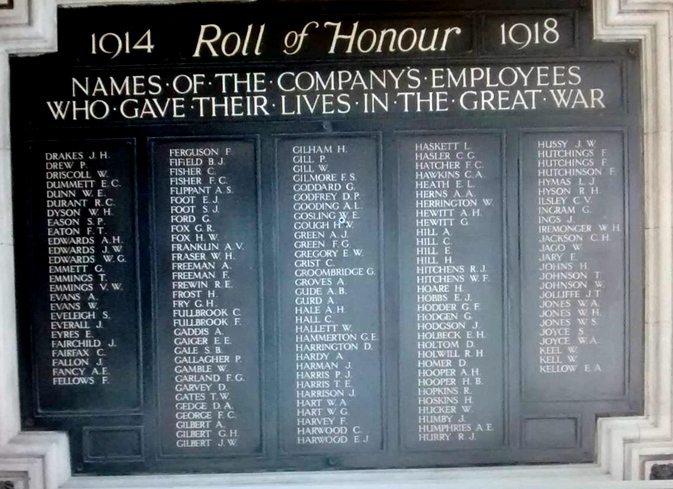 1914 Roll of Honour 1918
NAMES·OF·THE·COMPANY'S·EMPLOYEES
WHO·GAVE·THEIR·LIVES·IN·THE·GREAT·WAR
DRAKES J. H.
DREW P.
DRISCOLL W.
DUMMETT E. C.
DUNN W. E.
DURANT R. C.
DYSON W. H.
EASON S. P.
EATON F. T.
EDWARDS A. H.
EDWARDS J. W.
EDWARDS W. G.
EMMETT G.
EMMINGS T.
EMMINGS V. W.
EVANS A.
EVANS W.
EVELEIGH S.
EVERALL J.
EYRES E.
FAIRCHILD J.
FAIRFAX C.
FALLON J.
FANCY A. E.
FELLOWS F.
FERGUSON F.
FIFIELD B. J.
FISHER C.
FISHER F. C.
FLIPPANT A. S.
FOOT E. J.
FOOT S. J.
FORD G.
FOX G. R.
FOX H. W.
FRANKLIN A. V.
FRASER W. H.
FREEMAN A.
FREEMAN F.
FREWIN R. E.
FROST H.
FRY G. H.
FULLBROOK C.
FULLBROOK F.
GADDIS A.
GAIGER E. E.
GALE S. B.
GALLAGHER P.
GAMBLE W.
GARLAND F. G.
GARVEY D.
GATES T. W.
GEDGE D. A.
GEORGE F. C.
GILBERT A.
GILBERT G. H.
GILBERT J. W.
GILHAM H.
GILL P.
GILL W.
GILMORE F. S.
GODDARD G.
GODFREY D. P.
GOODING A. L.
GOSLING W. E.
GOUGH H. V.
GREEN A. J.
GREEN F. G.
GREGORY E. W.
GRIST C.
GROOMBRIDGE G.
GROVES A.
GUDE A. B.
GURD A.
HALE A. H.
HALL C.
HALLETT W.
HAMMERTON G. E.
HARRINGTON D.
HARDY A.
HARMAN J.
HARRIS P. J.
HARRIS T. E.
HARRISON J.
HART W. A.
HART W. G.
HARVEY F.
HARWOOD C.
HARWOOD E. J.
HASKETT L.
HASLER C. G.
HATCHER F. C.
HAWKINS C. A.
HEATH E. L.
HERNS A. A.
HERRINGTON W.
HEWITT A. H.
HEWITT G.
HILL A.
HILL C.
HILL E.
HILL H.
HITCHENS R. J.
HITCHENS W. F.
HOARE H.
HOBBS E. J.
HODDER G. F.
HODGEN G.
HODGSON J.
HOLBECK E. H.
HOLTOM D.
HOLWILL R. H.
HOMER D.
HOOPER A. H.
HOOPER H. B.
HOPKINS R.
HOSKINS H.
HUCKER W.
HUMBY J.
HUMPHRIES A. E.
HURRY R. J.
HUSSY J. W.
HUTCHINGS F.
HUTCHINGS F.
HUTCHINSON F.
HYMAS L. J.
HYSON R. H.
ILSLEY C. V.
INGRAM G.
INGS J.
IREMONGER W. H.
JACKSON C. H.
JAGO W.
JARY E.
JOHNS H.
JOHNSON T.
JOHNSON W.
JOLLIFFE J. T.
JONES W. A.
JONES W. H.
JONES W. S.
JOYCE S.
JOYCE W. A.
KEEL W.
KELL W.
KELLOW E. A.